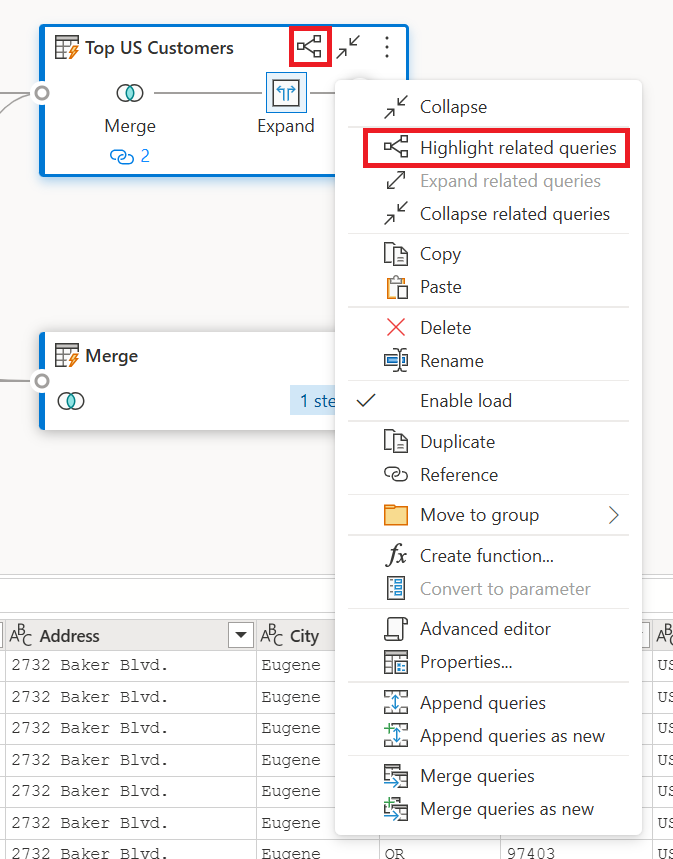 Top US Customers
Merge
Expand
2
Merge
1 ste
Collapse
Highlight related queries
Expand related queries
Collapse related queries
Copy
Paste
Delete
Rename
Enable load
Duplicate
Reference
Move to group
fx Create function...
Convert to parameter
Advanced editor
Properties...
Append queries
Append queries as new
Merge queries
Merge queries as new
ABC Address ABC City AB
2732 Baker Blvd. Eugene US
2732 Baker Blvd. Eugene US
2732 Baker Blvd. Eugene US
2732 Baker Blvd. Eugene US
2732 Baker Blvd. Eugene US
2732 Baker Blvd. Eugene US
2732 Baker Blvd. Eugene OR 97403 US